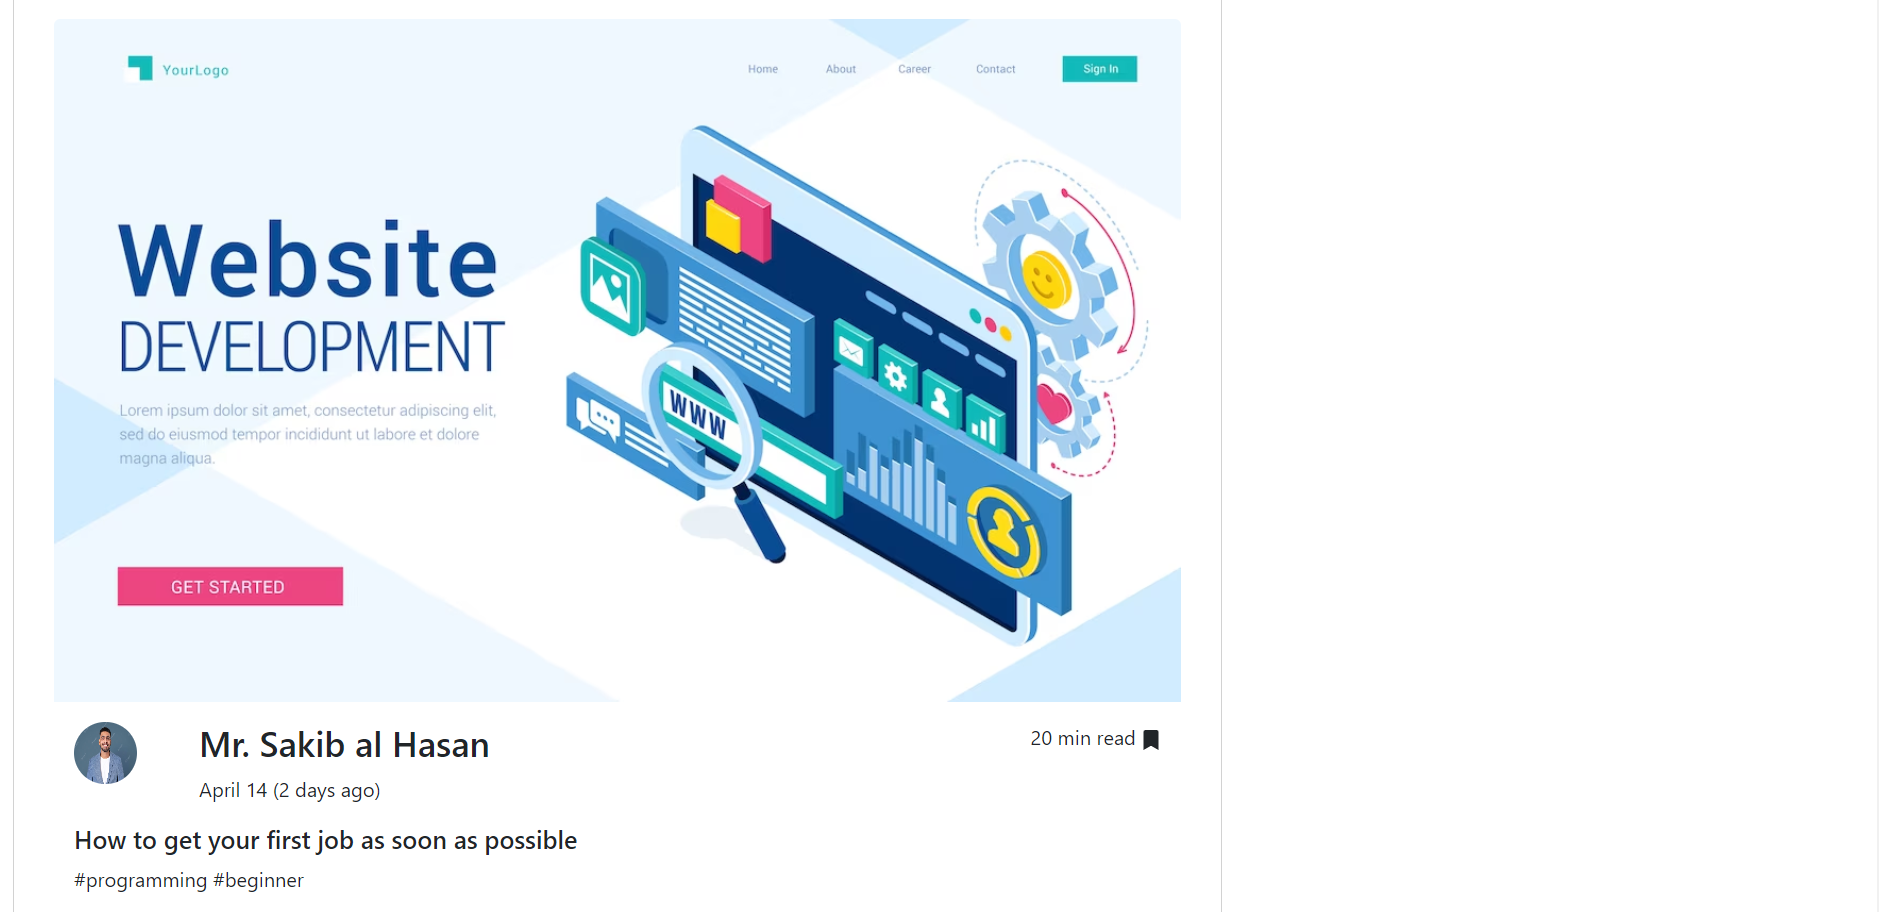 YourLogo
Home About Career Contact Sign In
Website
DEVELOPMENT
Lorem ipsum dolor sit amet, consectetur adipiscing elit,
sed do eiusmod tempor incididunt ut labore et dolore
magna aliqua.
WWW
GET STARTED
Mr. Sakib al Hasan
20 min read
April 14 (2 days ago)
How to get your first job as soon as possible
#programming #beginner